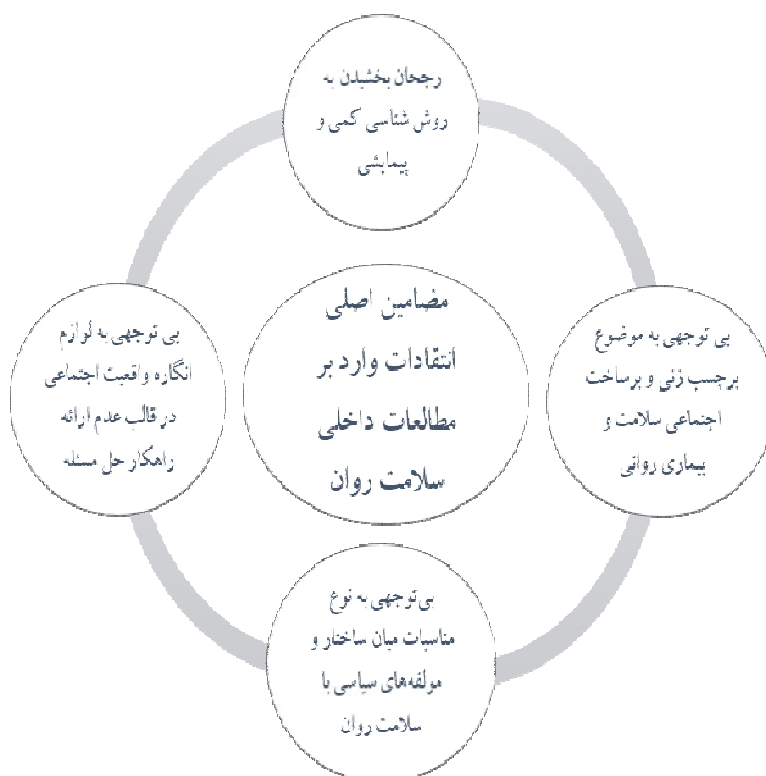 رجحان بخشیدن به
روش شناسی کمی و
پیمایشی
مضامین اصلی
انتقادات وارد بر
مطالعات داخلی
سلامت روان
بی توجهی به موضوع
برچسب زنی و برساخت
اجتماعی سلامت و
بیماری روانی
بی توجهی به لوازم
انگاره واقعیت اجتماعی
در قالب عدم ارائه
راهکار حل مسئله
بی توجهی به نوع
مناسبات میان ساختار و
مولفه‌های سیاسی با
سلامت روان